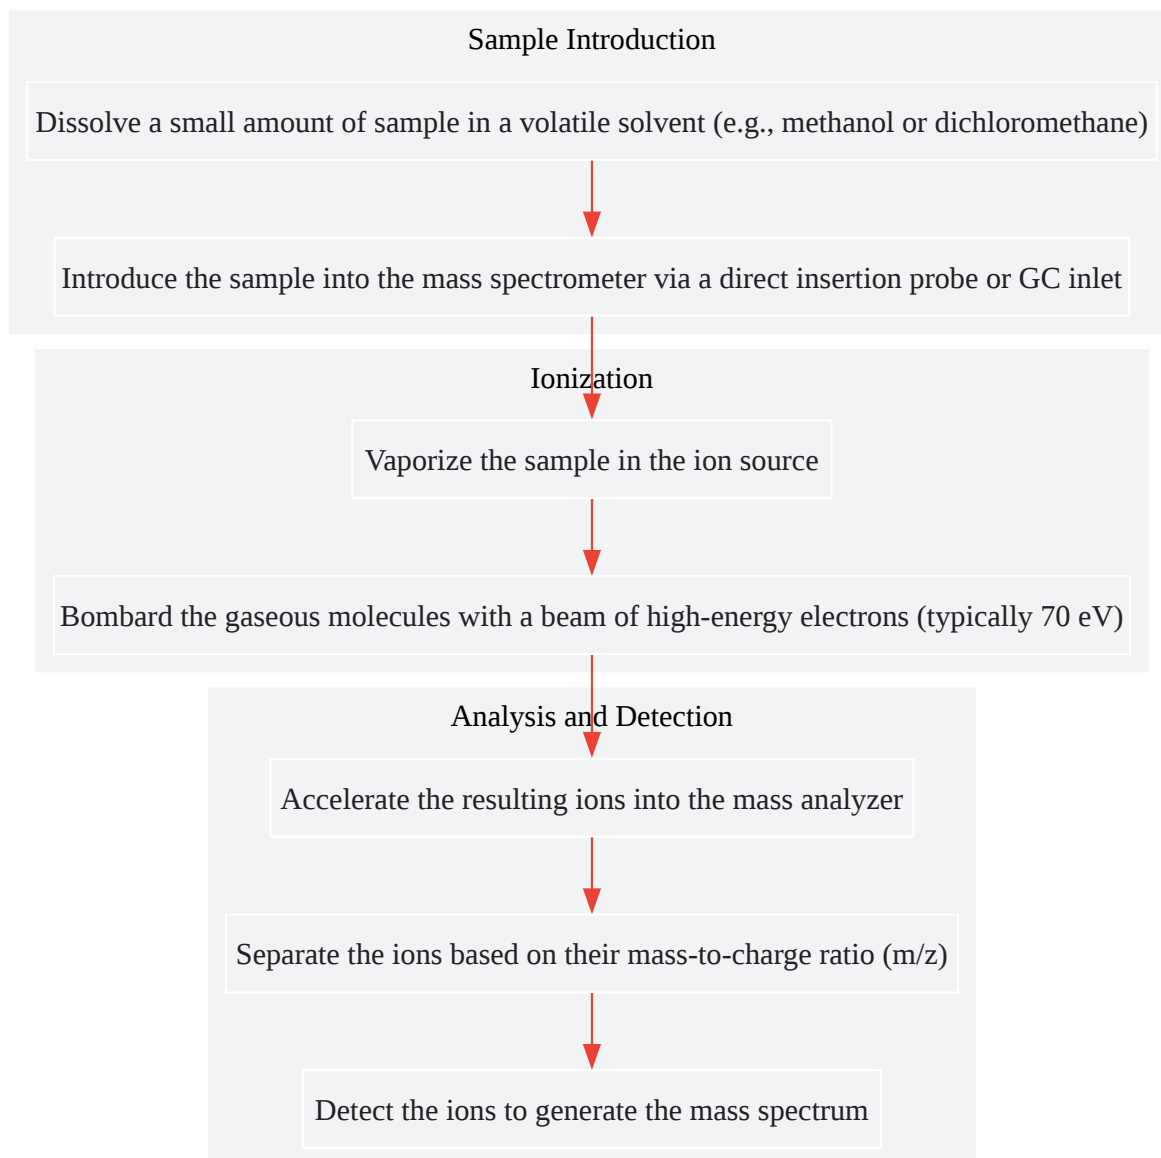 Sample Introduction
Dissolve a small amount of sample in a volatile solvent (e.g., methanol or dichloromethane)
Introduce the sample into the mass spectrometer via a direct insertion probe or GC inlet
Ionization
Vaporize the sample in the ion source
Bombard the gaseous molecules with a beam of high-energy electrons (typically 70 eV)
Analysis and Detection
Accelerate the resulting ions into the mass analyzer
Separate the ions based on their mass-to-charge ratio (m/z)
Detect the ions to generate the mass spectrum